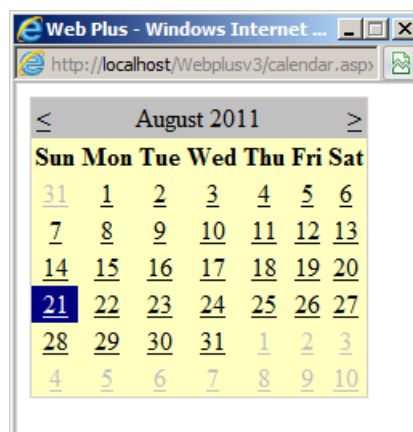 Web Plus - Windows Internet ...
http://localhost/Webplusv3/calendar.aspx
< August 2011 >
Sun Mon Tue Wed Thu Fri Sat
31 1 2 3 4 5 6
7 8 9 10 11 12 13
14 15 16 17 18 19 20
21 22 23 24 25 26 27
28 29 30 31 1 2 3
4 5 6 7 8 9 10